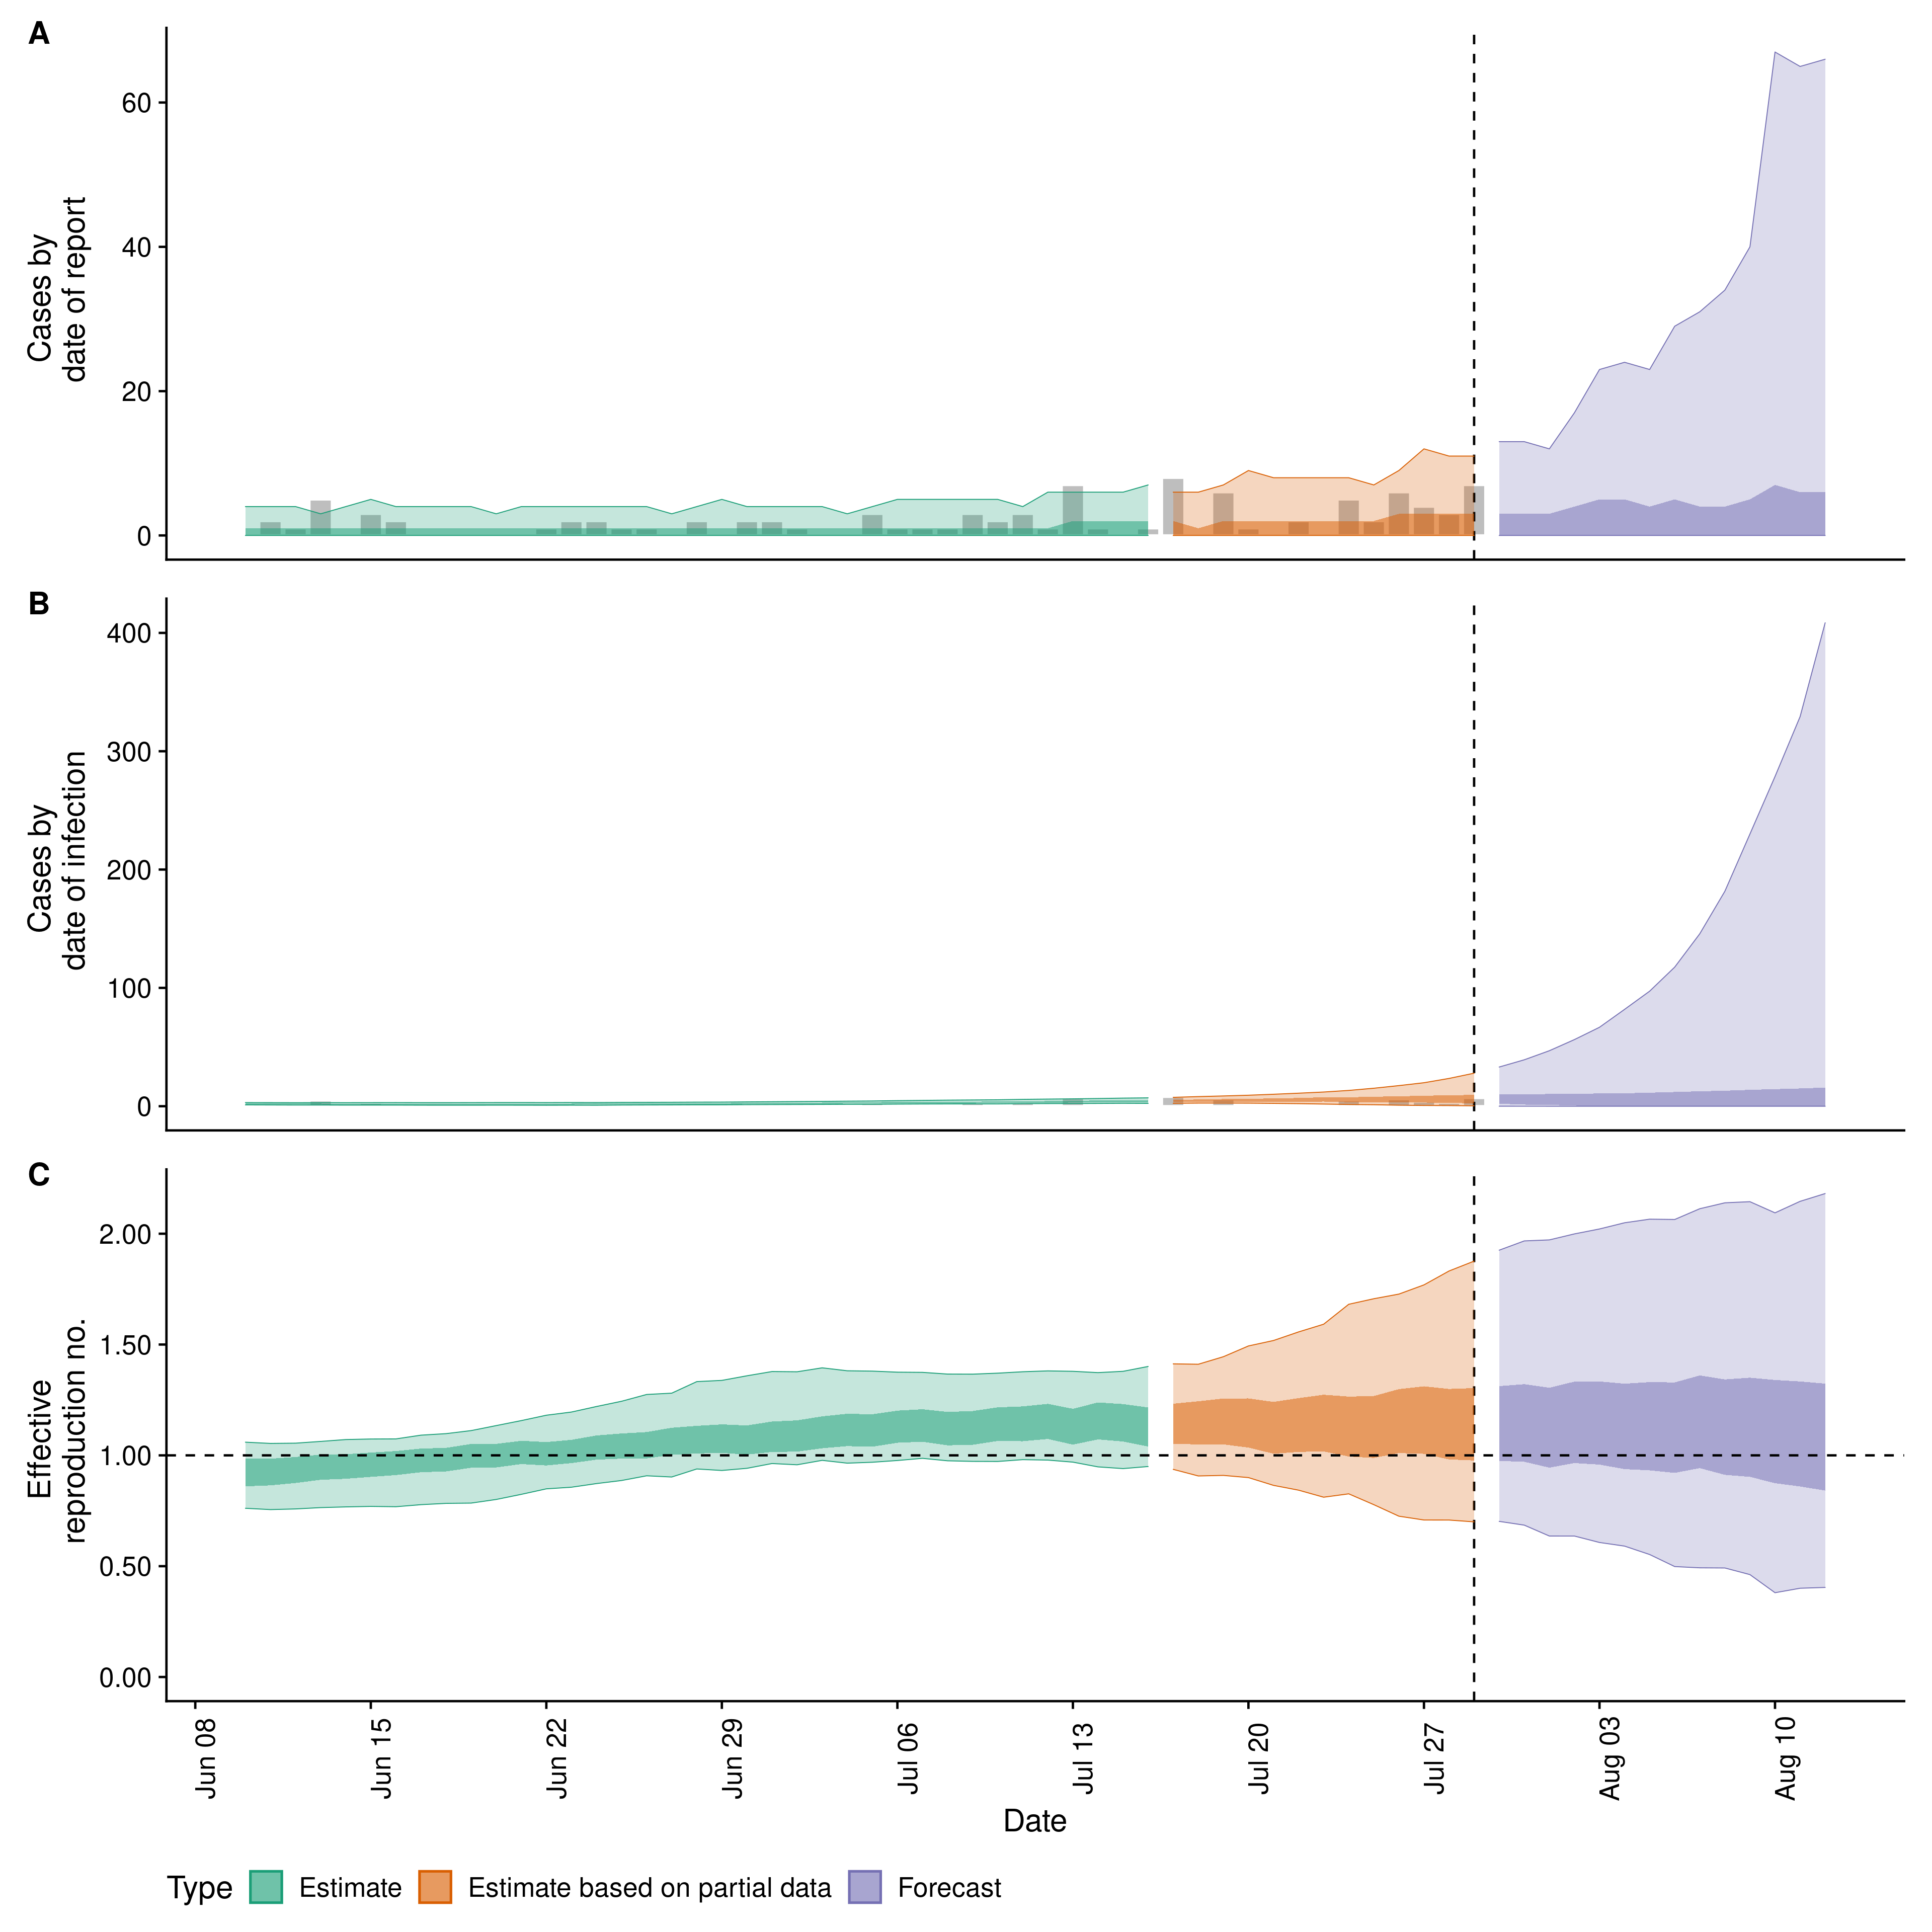 A
Cases by
date of report
60
40
20
0
B
Cases by
date of infection
400
300
200
100
0
C
Effective
reproduction no.
2.00
1.50
1.00
0.50
0.00
Jun 08
Jun 15
Jun 22
Jun 29
Jul 06
Jul 13
Jul 20
Jul 27
Aug 03
Aug 10
Date
Type Estimate Estimate based on partial data Forecast